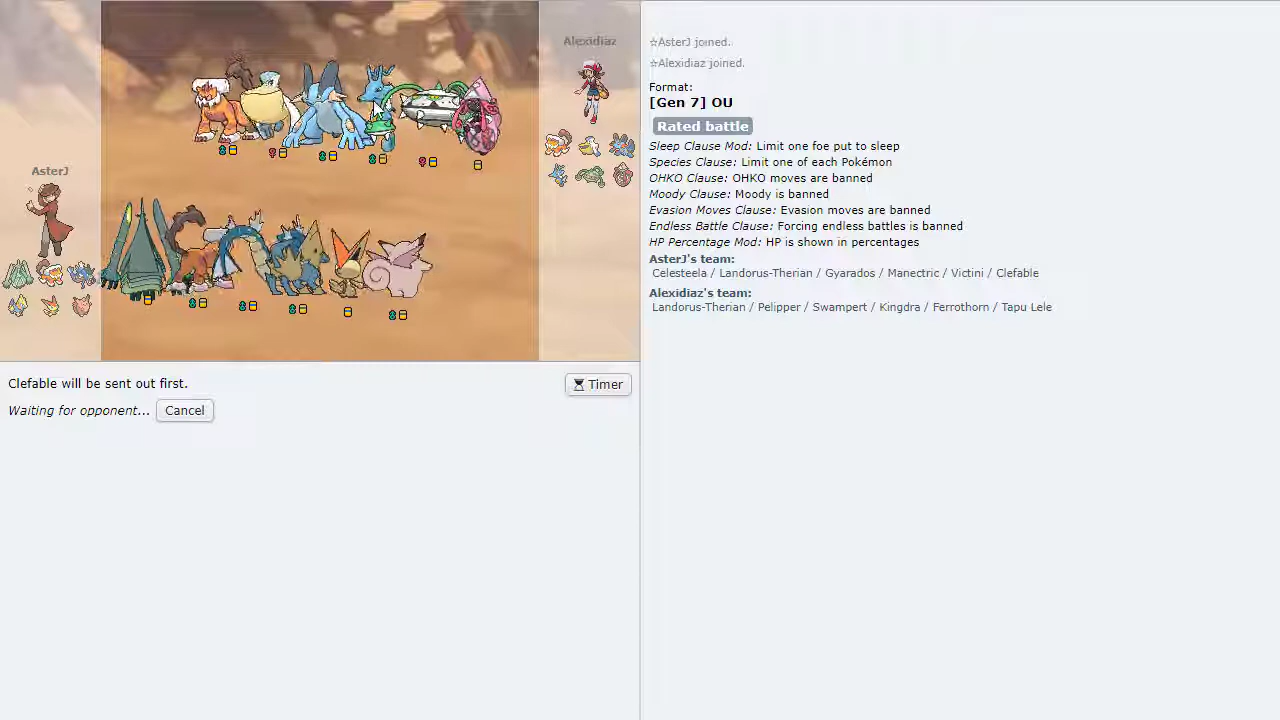 Alexidiaz
AsterJ
Clefable will be sent out first.
Timer
Waiting for opponent...
Cancel
☆AsterJ joined.
☆Alexidiaz joined.
Format:
[Gen 7] OU
Rated battle
Sleep Clause Mod: Limit one foe put to sleep
Species Clause: Limit one of each Pokémon
OHKO Clause: OHKO moves are banned
Moody Clause: Moody is banned
Evasion Moves Clause: Evasion moves are banned
Endless Battle Clause: Forcing endless battles is banned
HP Percentage Mod: HP is shown in percentages
AsterJ's team:
Celesteela / Landorus-Therian / Gyarados / Manectric / Victini / Clefable
Alexidiaz's team:
Landorus-Therian / Pelipper / Swampert / Kingdra / Ferrothorn / Tapu Lele